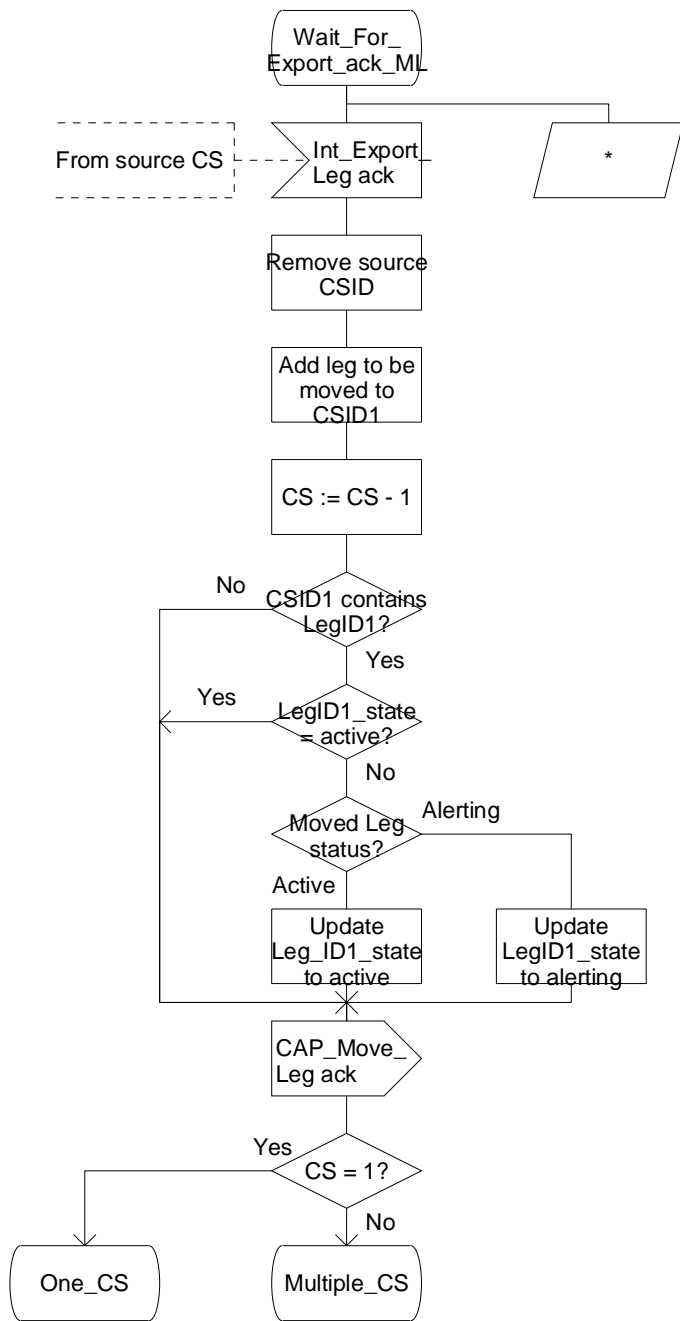 Wait_For_
Export_ack_ML
From source CS
Int_Export_
Leg ack
*
Remove source
CSID
Add leg to be
moved to
CSID1
CS := CS - 1
No
CSID1 contains
LegID1?
Yes
Yes
LegID1_state
= active?
No
Moved Leg
status?
Alerting
Active
Update
Leg_ID1_state
to active
Update
LegID1_state
to alerting
CAP_Move_
Leg ack
Yes
CS = 1?
No
One_CS
Multiple_CS